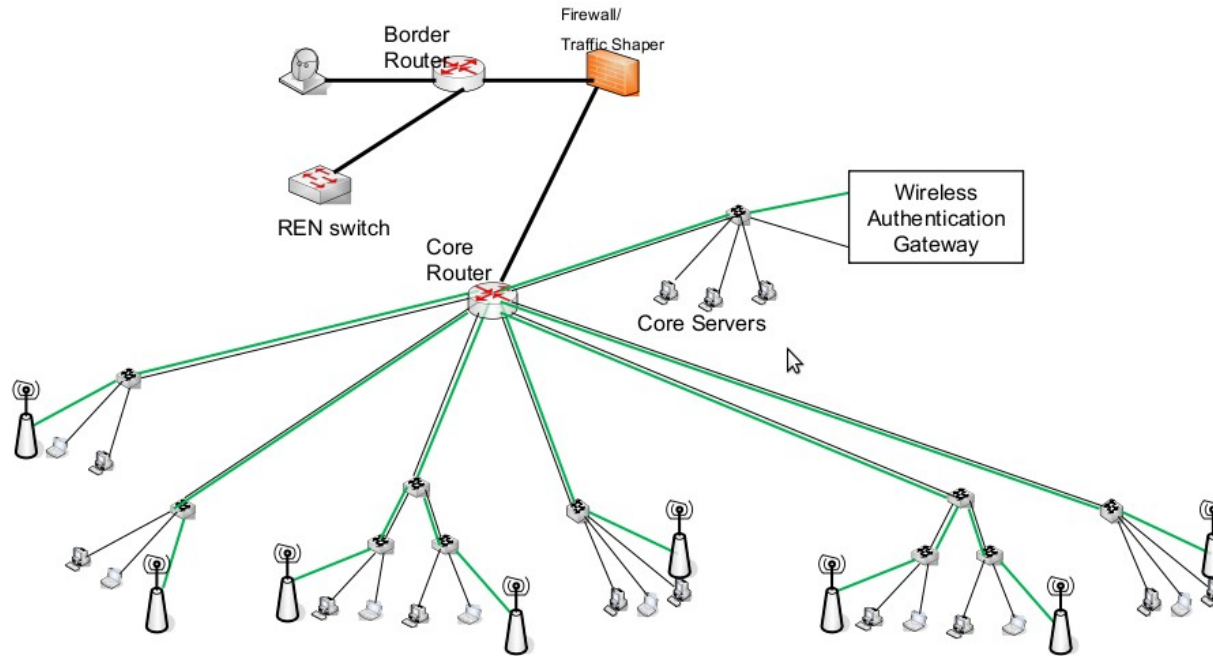 Firewall/
Traffic Shaper
Border
Router
REN switch
Wireless
Authentication
Gateway
Core
Router
Core Servers